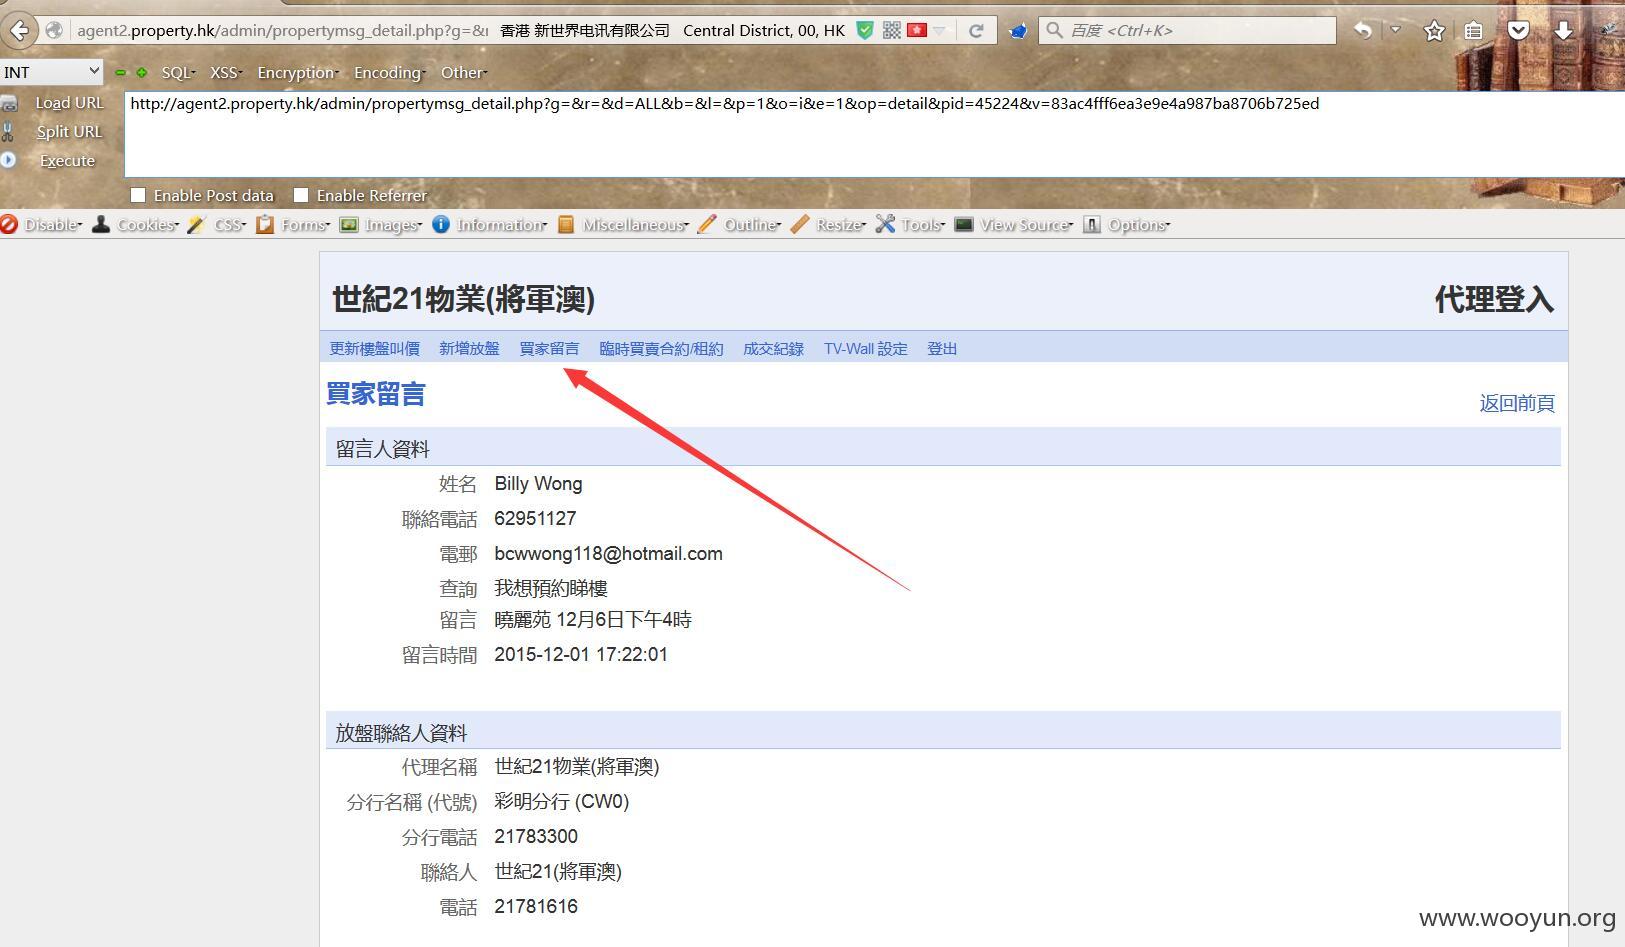 agent2.property.hk/admin/propertymsg_detail.php?g=&r 香港 新世界电讯有限公司 Central District, 00, HK 百度 <Ctrl+K>
INT SQL XSS Encryption Encoding Other
Load URL http://agent2.property.hk/admin/propertymsg_detail.php?g=&r=&d=ALL&b=&l=&p=1&o=i&e=1&op=detail&pid=45224&v=83ac4fff6ea3e9e4a987ba8706b725ed
Split URL
Execute
Enable Post data Enable Referrer
Disable Cookies CSS Forms Images Information Miscellaneous Outline Resize Tools View Source Options
世紀21物業(將軍澳) 代理登入
更新樓盤叫價 新增放盤 買家留言 臨時買賣合約/租約 成交紀錄 TV-Wall 設定 登出
買家留言
返回前頁
留言人資料
姓名 Billy Wong
聯絡電話 62951127
電郵 bcwwong118@hotmail.com
查詢 我想預約睇樓
留言 曉麗苑 12月6日下午4時
留言時間 2015-12-01 17:22:01
放盤聯絡人資料
代理名稱 世紀21物業(將軍澳)
分行名稱 (代號) 彩明分行 (CW0)
分行電話 21783300
聯絡人 世紀21(將軍澳)
電話 21781616
www.wooyun.org